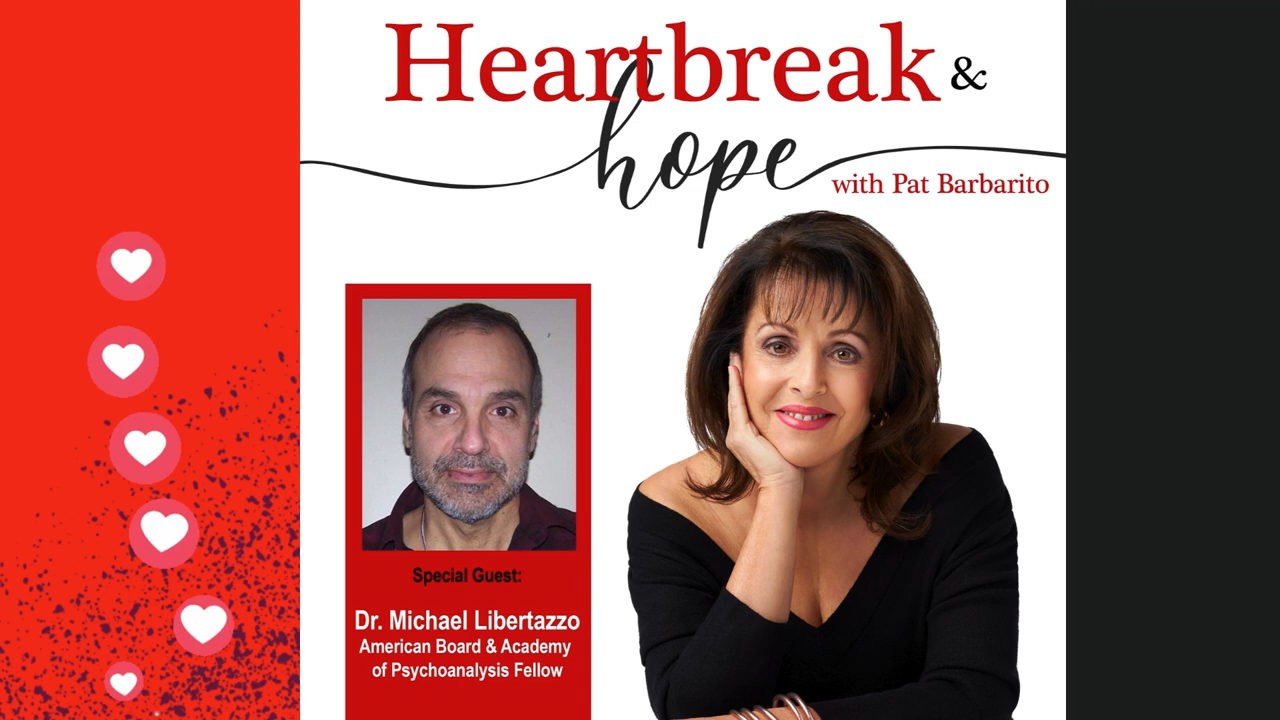 Heartbreak &
hope
with Pat Barbarito
Special Guest:
Dr. Michael Libertazzo
American Board & Academy
of Psychoanalysis Fellow